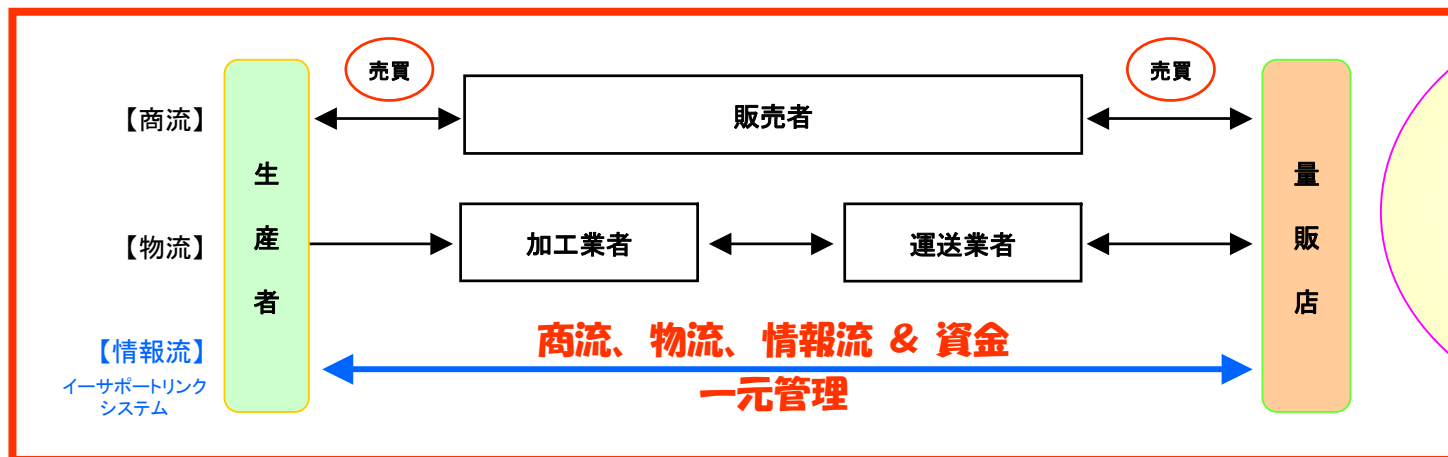 売買
売買
【商流】
販売者
生産者
量販店
【物流】
加工業者
運送業者
【情報流】
イーサポートリンク
システム
商流、物流、情報流 & 資金
一元管理